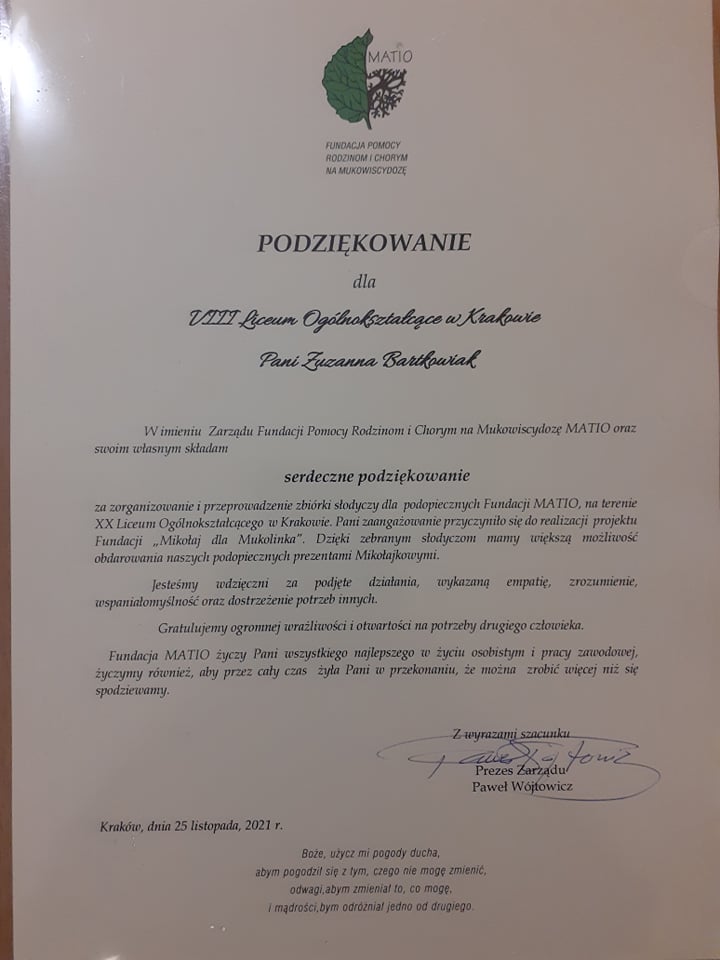 MATIO
FUNDACJA POMOCY
RODZINOM I CHORYM
NA MUKOWISCYDOZĘ
PODZIĘKOWANIE
dla
VIII Liceum Ogólnokształcące w Krakowie
Pani Zuzanna Bartkowiak
W imieniu Zarządu Fundacji Pomocy Rodzinom i Chorym na Mukowiscydozę MATIO oraz
swoim własnym składam
serdeczne podziękowanie
za zorganizowanie i przeprowadzenie zbiórki słodyczy dla podopiecznych Fundacji MATIO, na terenie
XX Liceum Ogólnokształcącego w Krakowie. Pani zaangażowanie przyczyniło się do realizacji projektu
Fundacji „Mikołaj dla Mukolinka”. Dzięki zebranym słodyczom mamy większą możliwość
obdarowania naszych podopiecznych prezentami Mikołajkowymi.
Jesteśmy wdzięczni za podjęte działania, wykazaną empatię, zrozumienie,
wspaniałomyślność oraz dostrzeżenie potrzeb innych.
Gratulujemy ogromnej wrażliwości i otwartości na potrzeby drugiego człowieka.
Fundacja MATIO życzy Pani wszystkiego najlepszego w życiu osobistym i pracy zawodowej,
życzymy również, aby przez cały czas żyła Pani w przekonaniu, że można zrobić więcej niż się
spodziewamy.
Z wyrazami szacunku
Paweł Wójtowicz
Prezes Zarządu
Paweł Wójtowicz
Kraków, dnia 25 listopada, 2021 r.
Boże, użycz mi pogody ducha,
abym pogodził się z tym, czego nie mogę zmienić,
odwagi,abym zmieniał to, co mogę,
i mądrości,bym odróżniał jedno od drugiego.